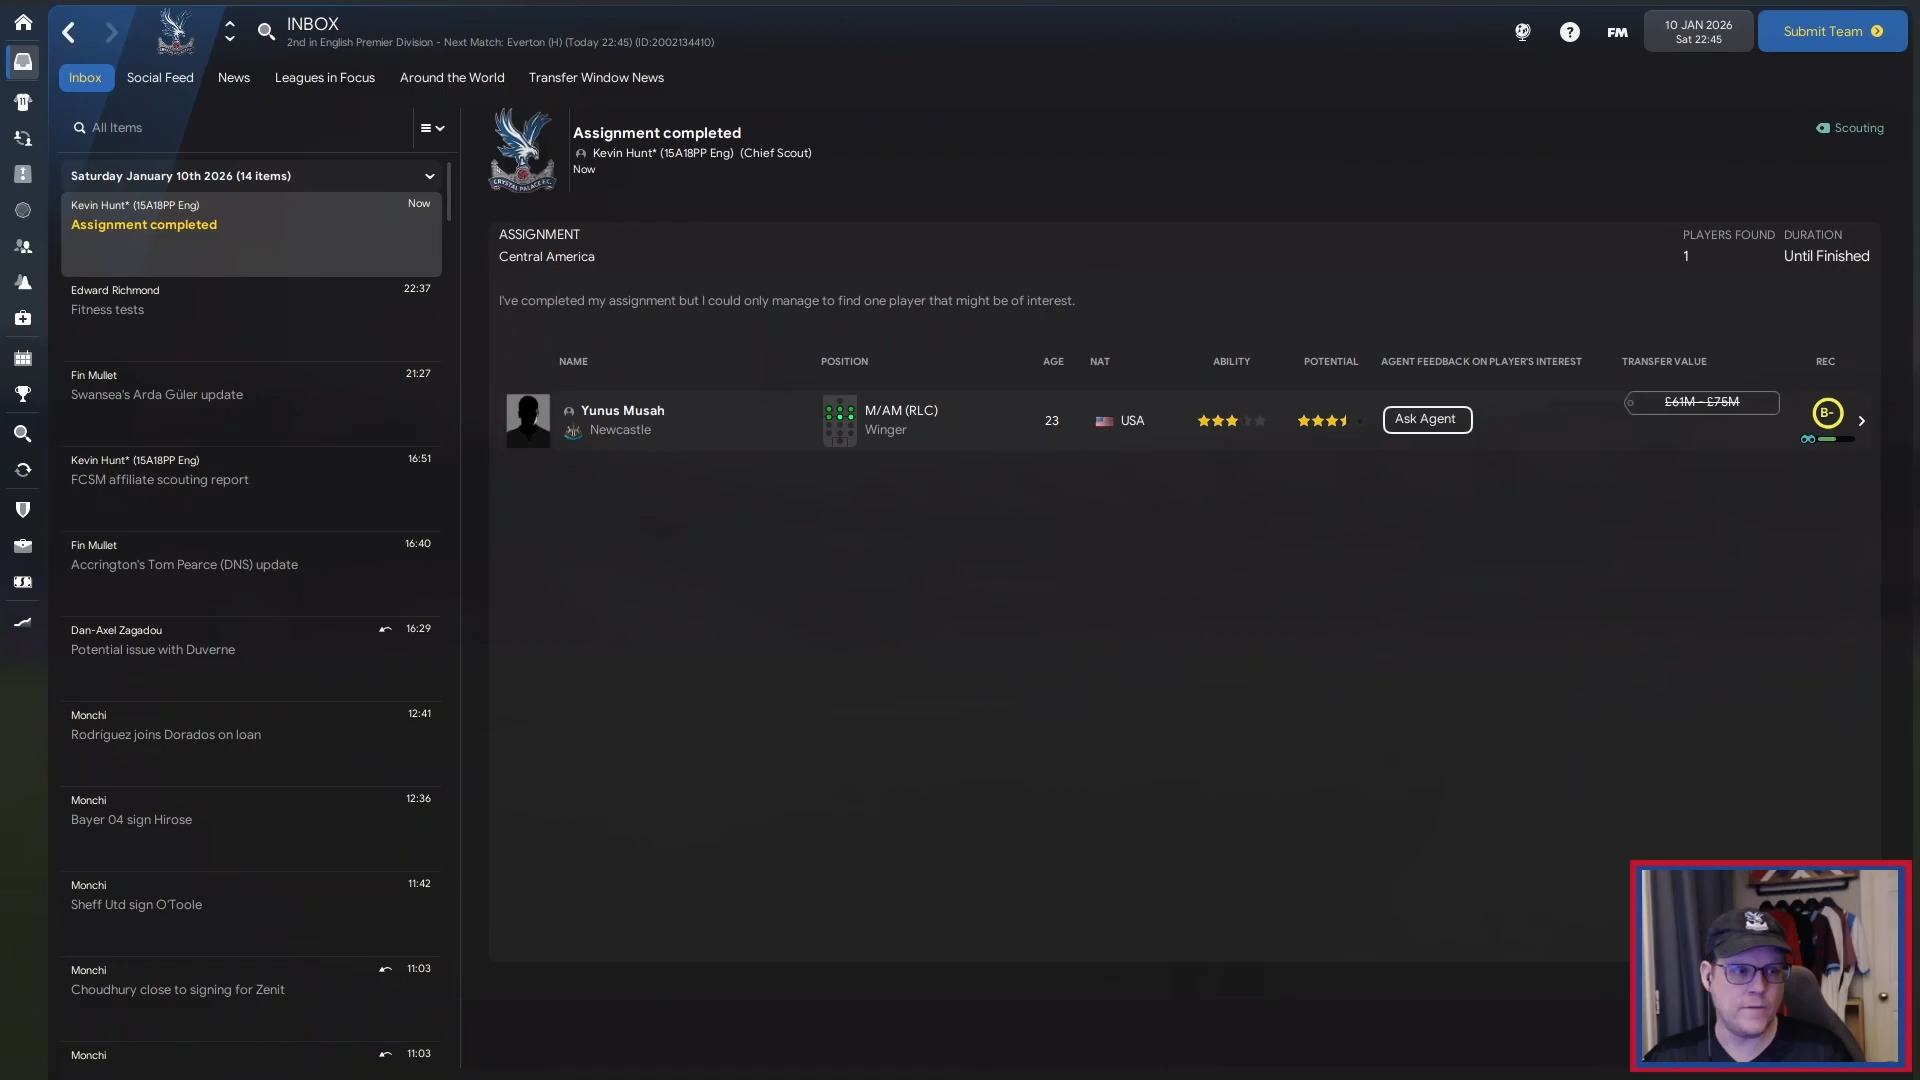 INBOX
2nd in English Premier Division - Next Match: Everton (H) (Today 22:45) (ID:2002134410)
FM
10 JAN 2026
Sat 22:45
Submit Team
Inbox
Social Feed
News
Leagues in Focus
Around the World
Transfer Window News
All Items
Saturday January 10th 2026 (14 items)
Kevin Hunt* (15A18PP Eng)
Now
Assignment completed
Edward Richmond
22:37
Fitness tests
Fin Mullet
21:27
Swansea's Arda Güler update
Kevin Hunt* (15A18PP Eng)
16:51
FCSM affiliate scouting report
Fin Mullet
16:40
Accrington's Tom Pearce (DNS) update
Dan-Axel Zagadou
16:29
Potential issue with Duverne
Monchi
12:41
Rodríguez joins Dorados on loan
Monchi
12:36
Bayer 04 sign Hirose
Monchi
11:42
Sheff Utd sign O'Toole
Monchi
11:03
Choudhury close to signing for Zenit
Monchi
11:03
CRYSTAL PALACE F.C.
Assignment completed
Kevin Hunt* (15A18PP Eng) (Chief Scout)
Now
Scouting
ASSIGNMENT
Central America
PLAYERS FOUND
1
DURATION
Until Finished
I've completed my assignment but I could only manage to find one player that might be of interest.
NAME
POSITION
AGE
NAT
ABILITY
POTENTIAL
AGENT FEEDBACK ON PLAYER'S INTEREST
TRANSFER VALUE
REC
Yunus Musah
Newcastle
M/AM (RLC)
Winger
23
USA
Ask Agent
£61M - £75M
B-